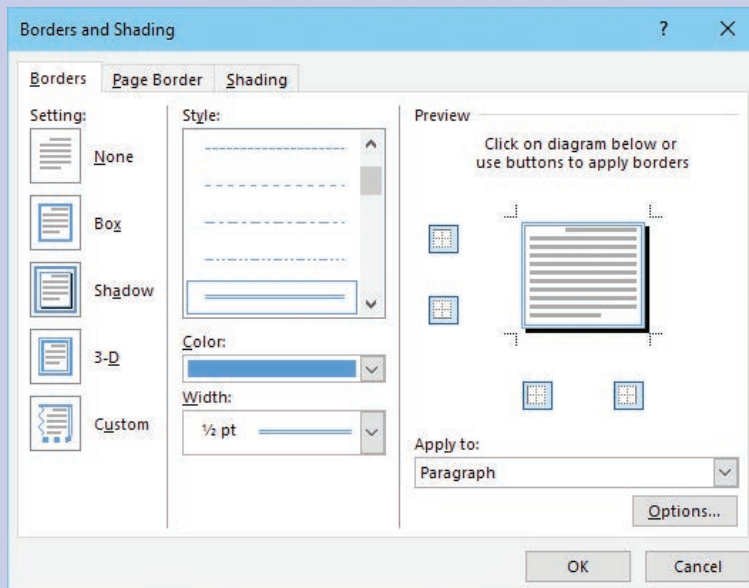 Borders and Shading
?
Borders
Page Border
Shading
Setting:
None
Box
Shadow
3-D
Custom
Style:
Color:
Width:
½ pt
Preview
Click on diagram below or
use buttons to apply borders
Apply to:
Paragraph
Options...
OK
Cancel